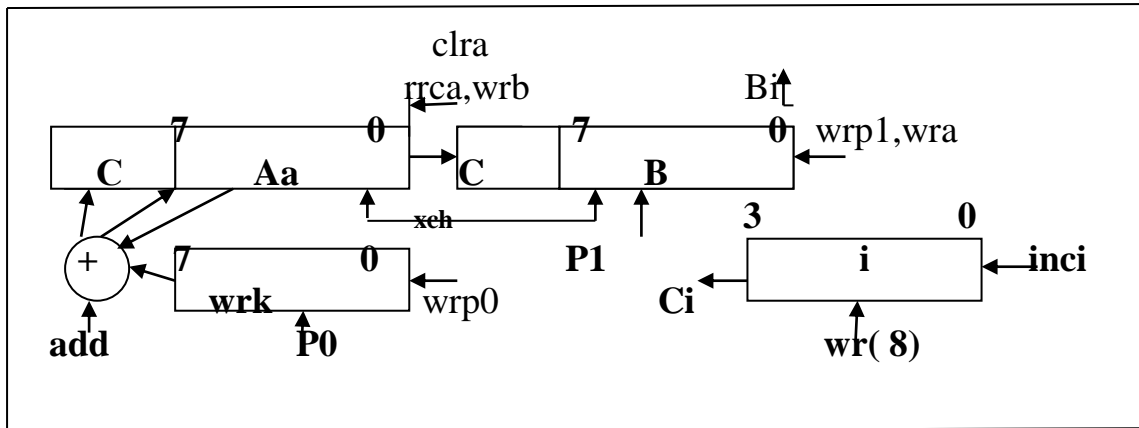 clra
rrca,wrb Bi
7 0 7 0 wrp1,wra
C Aa C B
xch 3 0
+ 7 0 P1 i inci
wrk wrp0 Ci
add P0 wr( 8)